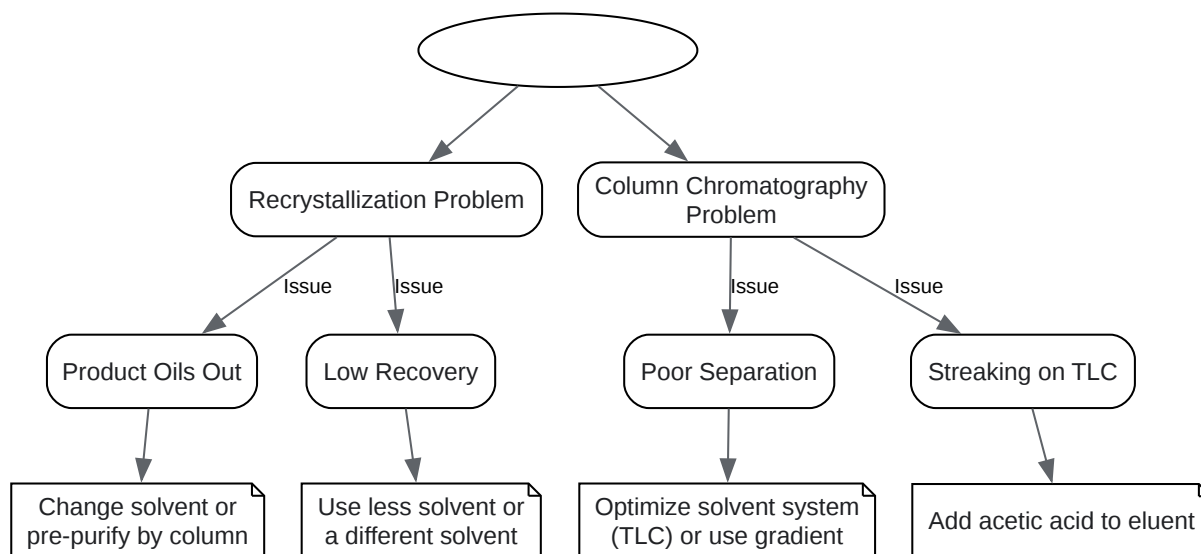 Recrystallization Problem
Column Chromatography
Problem
Issue
Issue
Issue
Issue
Product Oils Out
Low Recovery
Poor Separation
Streaking on TLC
Change solvent or
pre-purify by column
Use less solvent or
a different solvent
Optimize solvent system
(TLC) or use gradient
Add acetic acid to eluent